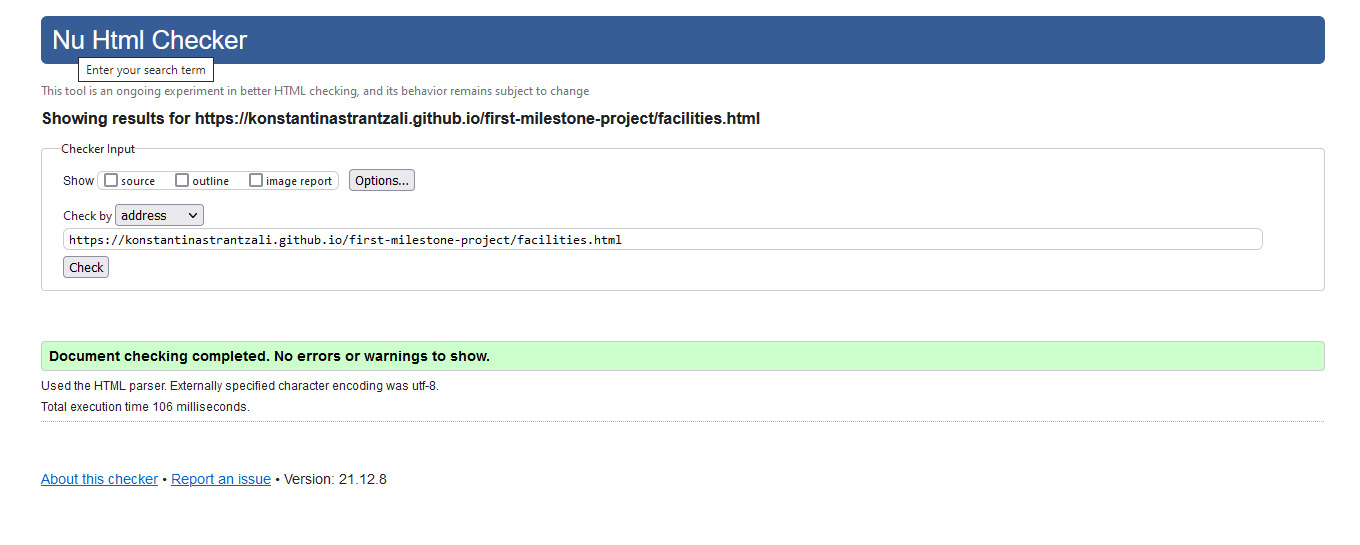 Nu Html Checker
Enter your search term
This tool is an ongoing experiment in better HTML checking, and its behavior remains subject to change
Showing results for https://konstantinastrantzali.github.io/first-milestone-project/facilities.html
Checker Input
Show source outline image report Options...
Check by address
https://konstantinastrantzali.github.io/first-milestone-project/facilities.html
Check
Document checking completed. No errors or warnings to show.
Used the HTML parser. Externally specified character encoding was utf-8.
Total execution time 106 milliseconds.
About this checker • Report an issue • Version: 21.12.8